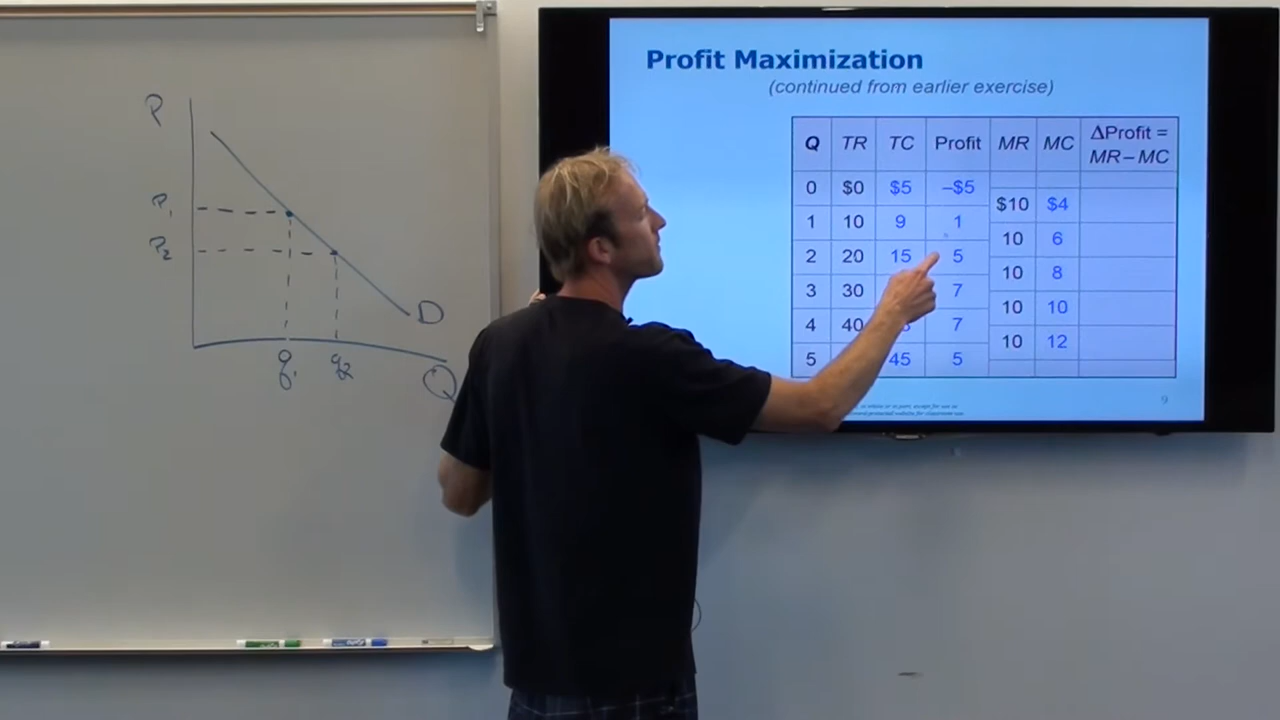 P
P1
P2
D
q1 q2
Q
Profit Maximization
(continued from earlier exercise)
Q TR TC Profit MR MC ΔProfit = MR – MC
0 $0 $5 –$5
$10 $4
1 10 9 1
10 6
2 20 15 5
10 8
3 30 7
10 10
4 40 7
10 12
5 45 5
9